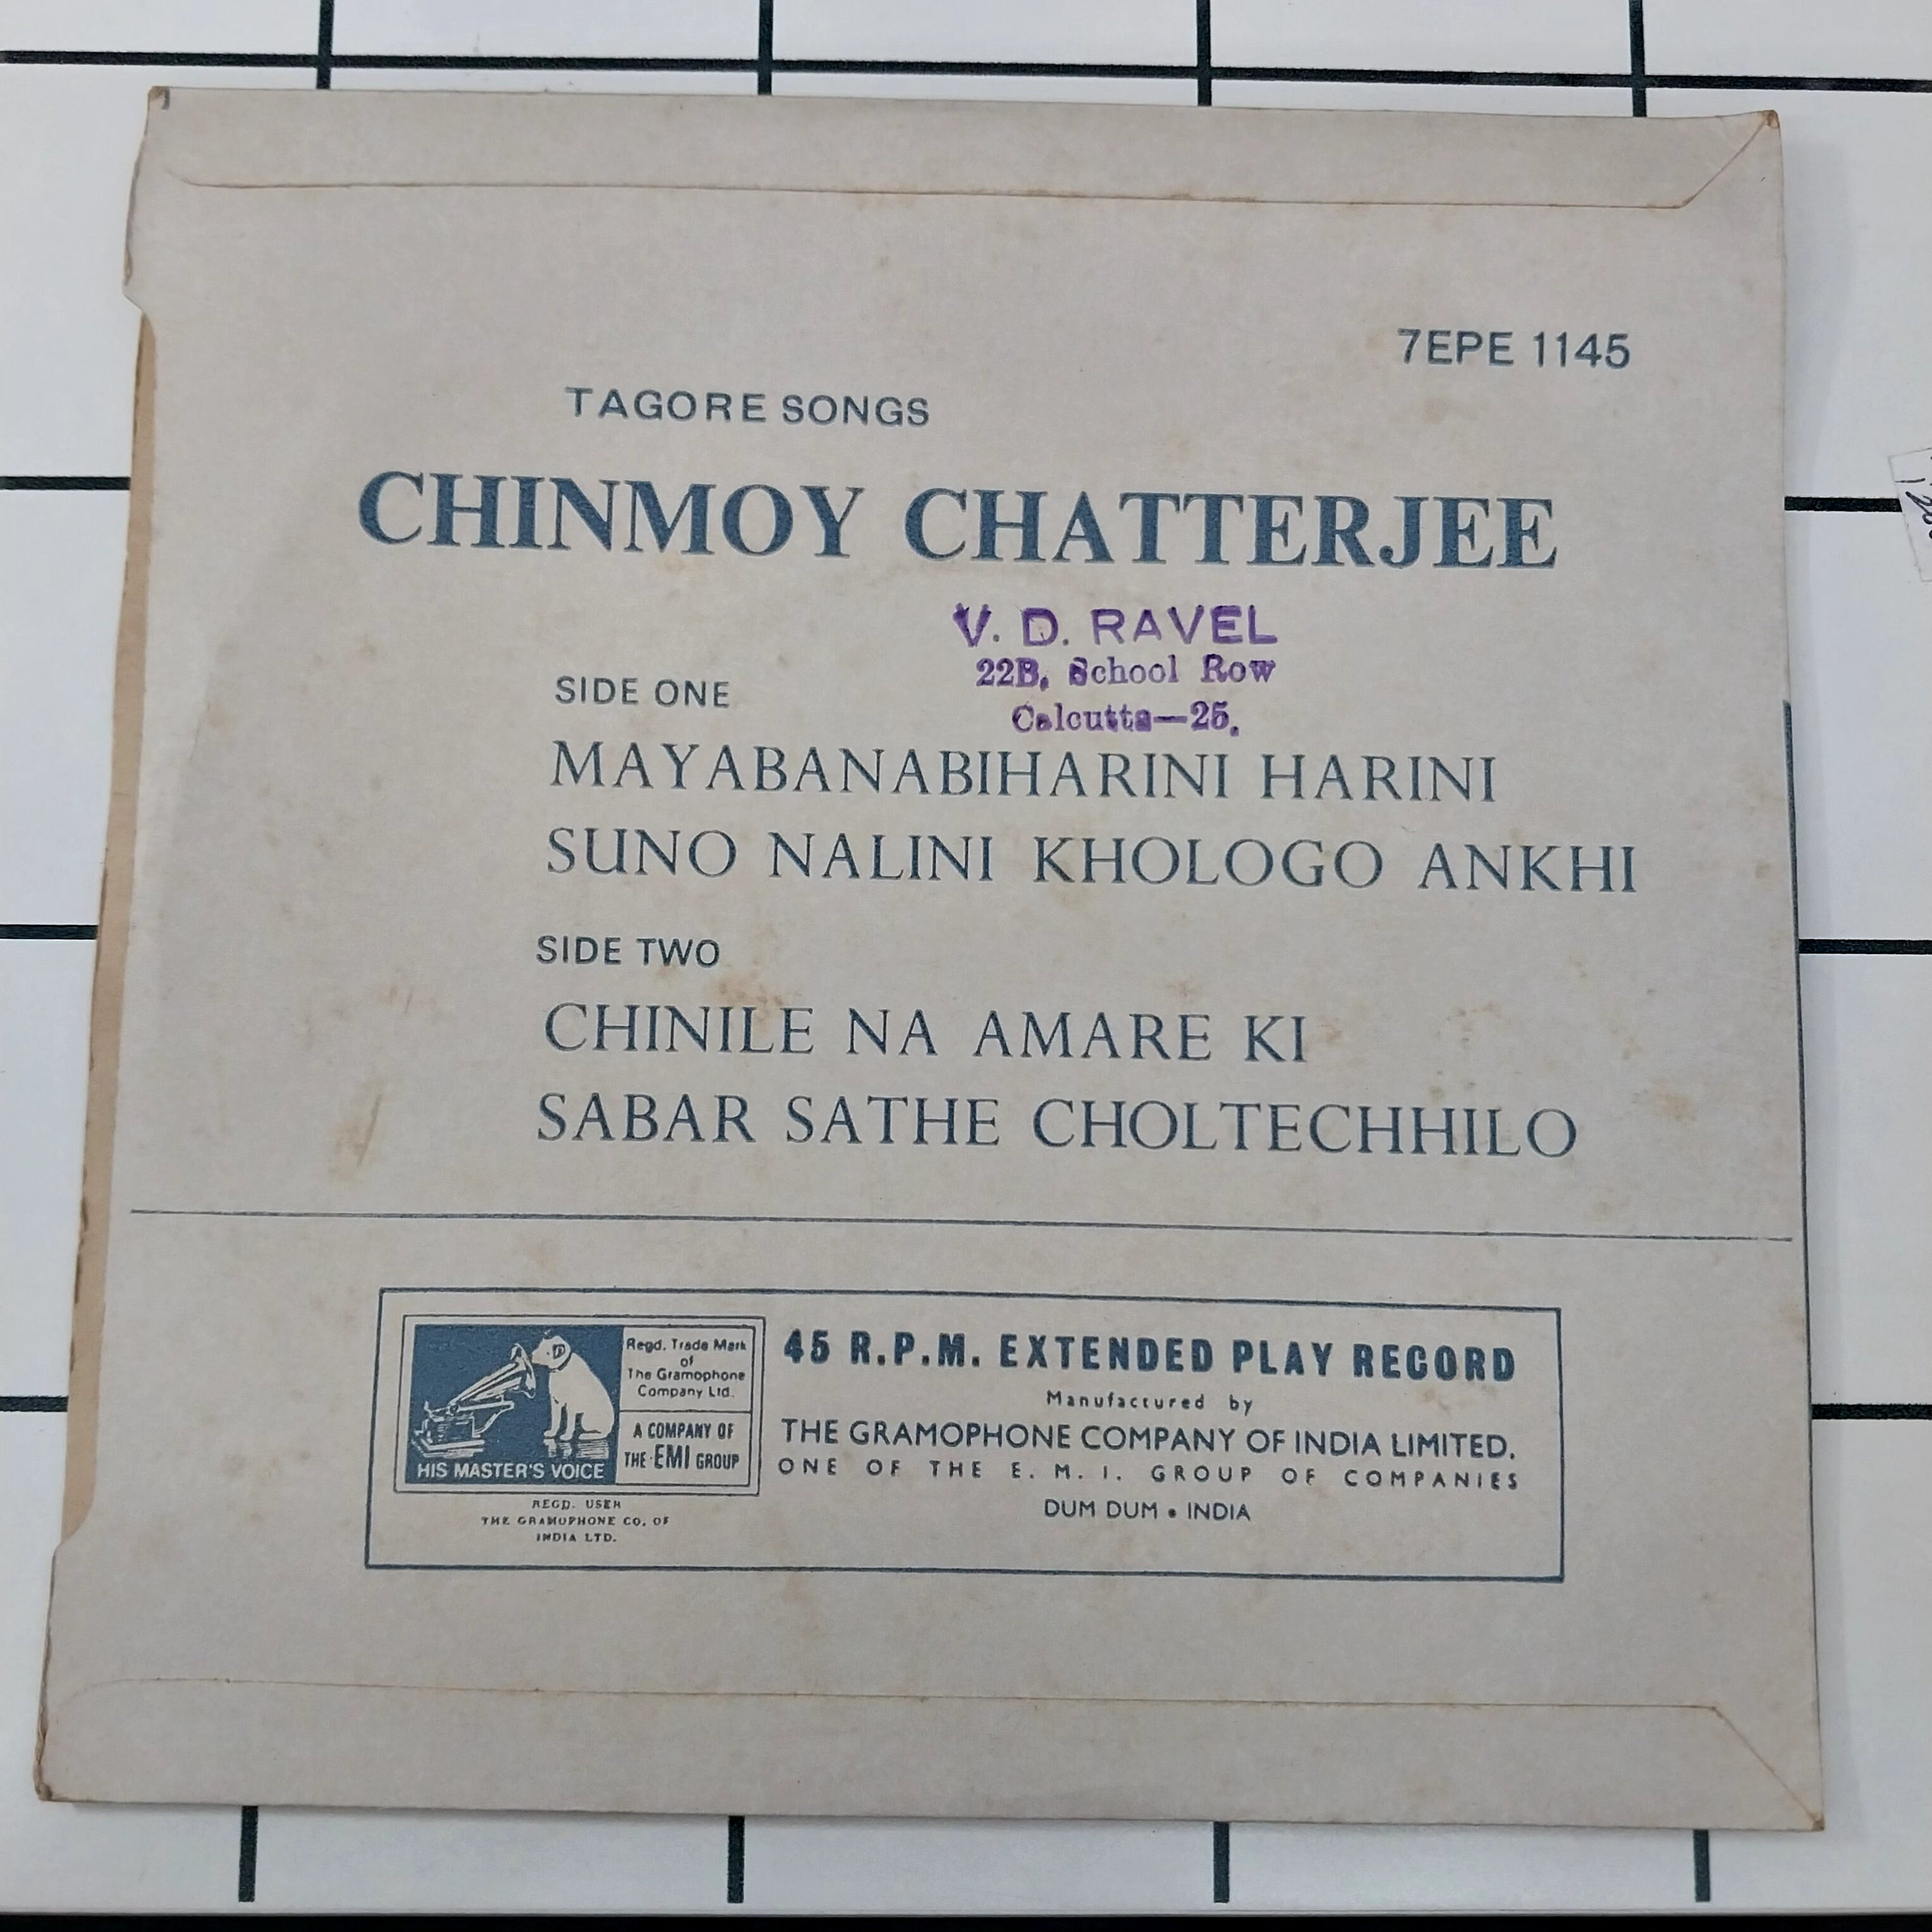 7EPE 1145
TAGORE SONGS
CHINMOY CHATTERJEE
V. D. RAVEL
22B, School Row
Calcutta—25.
SIDE ONE
MAYABANABIHARINI HARINI
SUNO NALINI KHOLOGO ANKHI
SIDE TWO
CHINILE NA AMARE KI
SABAR SATHE CHOLTECHHILO
HIS MASTER'S VOICE
Regd. Trade Mark
of
The Gramophone
Company Ltd.
A COMPANY OF
THE EMI GROUP
REGD. USER
THE GRAMOPHONE CO. OF
INDIA LTD.
45 R.P.M. EXTENDED PLAY RECORD
Manufactured by
THE GRAMOPHONE COMPANY OF INDIA LIMITED.
ONE OF THE E. M. I. GROUP OF COMPANIES
DUM DUM • INDIA